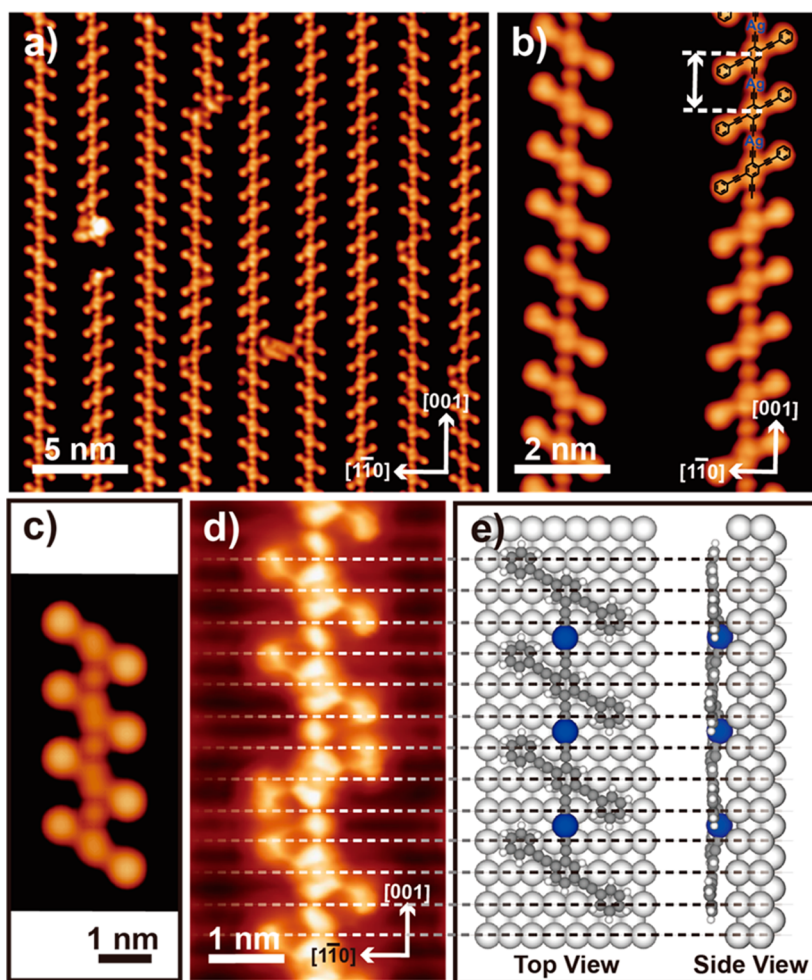 a)
5 nm
[001]
[11̅0]
b)
Ag
Ag
Ag
2 nm
[001]
[11̅0]
c)
1 nm
d)
1 nm
[001]
[11̅0]
e)
Top View
Side View